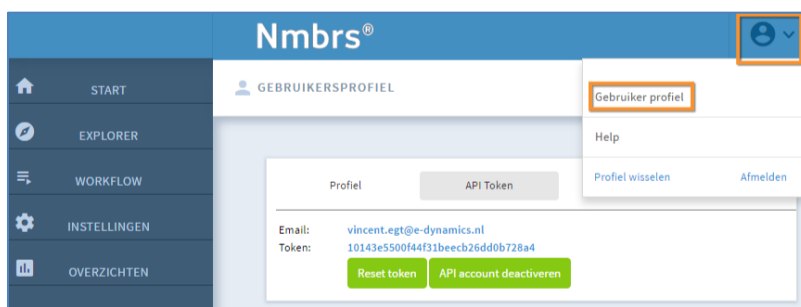 Nmbrs®
START
EXPLORER
WORKFLOW
INSTELLINGEN
OVERZICHTEN
GEBRUIKERSPROFIEL
Gebruiker profiel
Help
Profiel wisselen Afmelden
Profiel API Token
Email: vincent.egt@e-dynamics.nl
Token: 10143e5500f44f31beecb26dd0b728a4
Reset token API account deactiveren